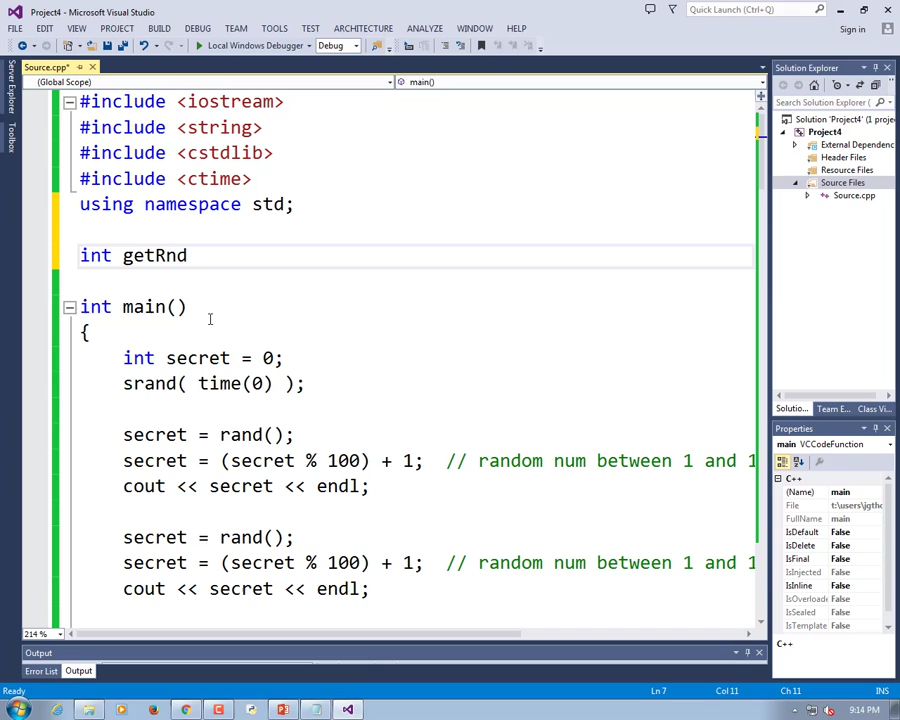 Project4 - Microsoft Visual Studio
Quick Launch (Ctrl+Q)
FILE EDIT VIEW PROJECT BUILD DEBUG TEAM TOOLS TEST ARCHITECTURE ANALYZE WINDOW HELP
Sign in
Local Windows Debugger Debug
Server Explorer
Toolbox
Source.cpp*
(Global Scope) main()
#include <iostream>
#include <string>
#include <cstdlib>
#include <ctime>
using namespace std;
int getRnd
int main()
{
int secret = 0;
srand( time(0) );
secret = rand();
secret = (secret % 100) + 1; // random num between 1 and 1
cout << secret << endl;
secret = rand();
secret = (secret % 100) + 1; // random num between 1 and 1
cout << secret << endl;
214 %
Output
Error List Output
Ready Ln 7 Col 11 Ch 11 INS
Solution Explorer
Search Solution Explorer
Solution 'Project4' (1 proje
Project4
External Dependenc
Header Files
Resource Files
Source Files
Source.cpp
Solutio... Team E... Class Vi...
Properties
main VCCodeFunction
C++
(Name) main
File
FullName main
IsDefault False
IsDelete False
IsFinal False
IsInjected False
IsInline False
IsOverloade False
IsSealed False
IsTemplate False
C++
9:14 PM